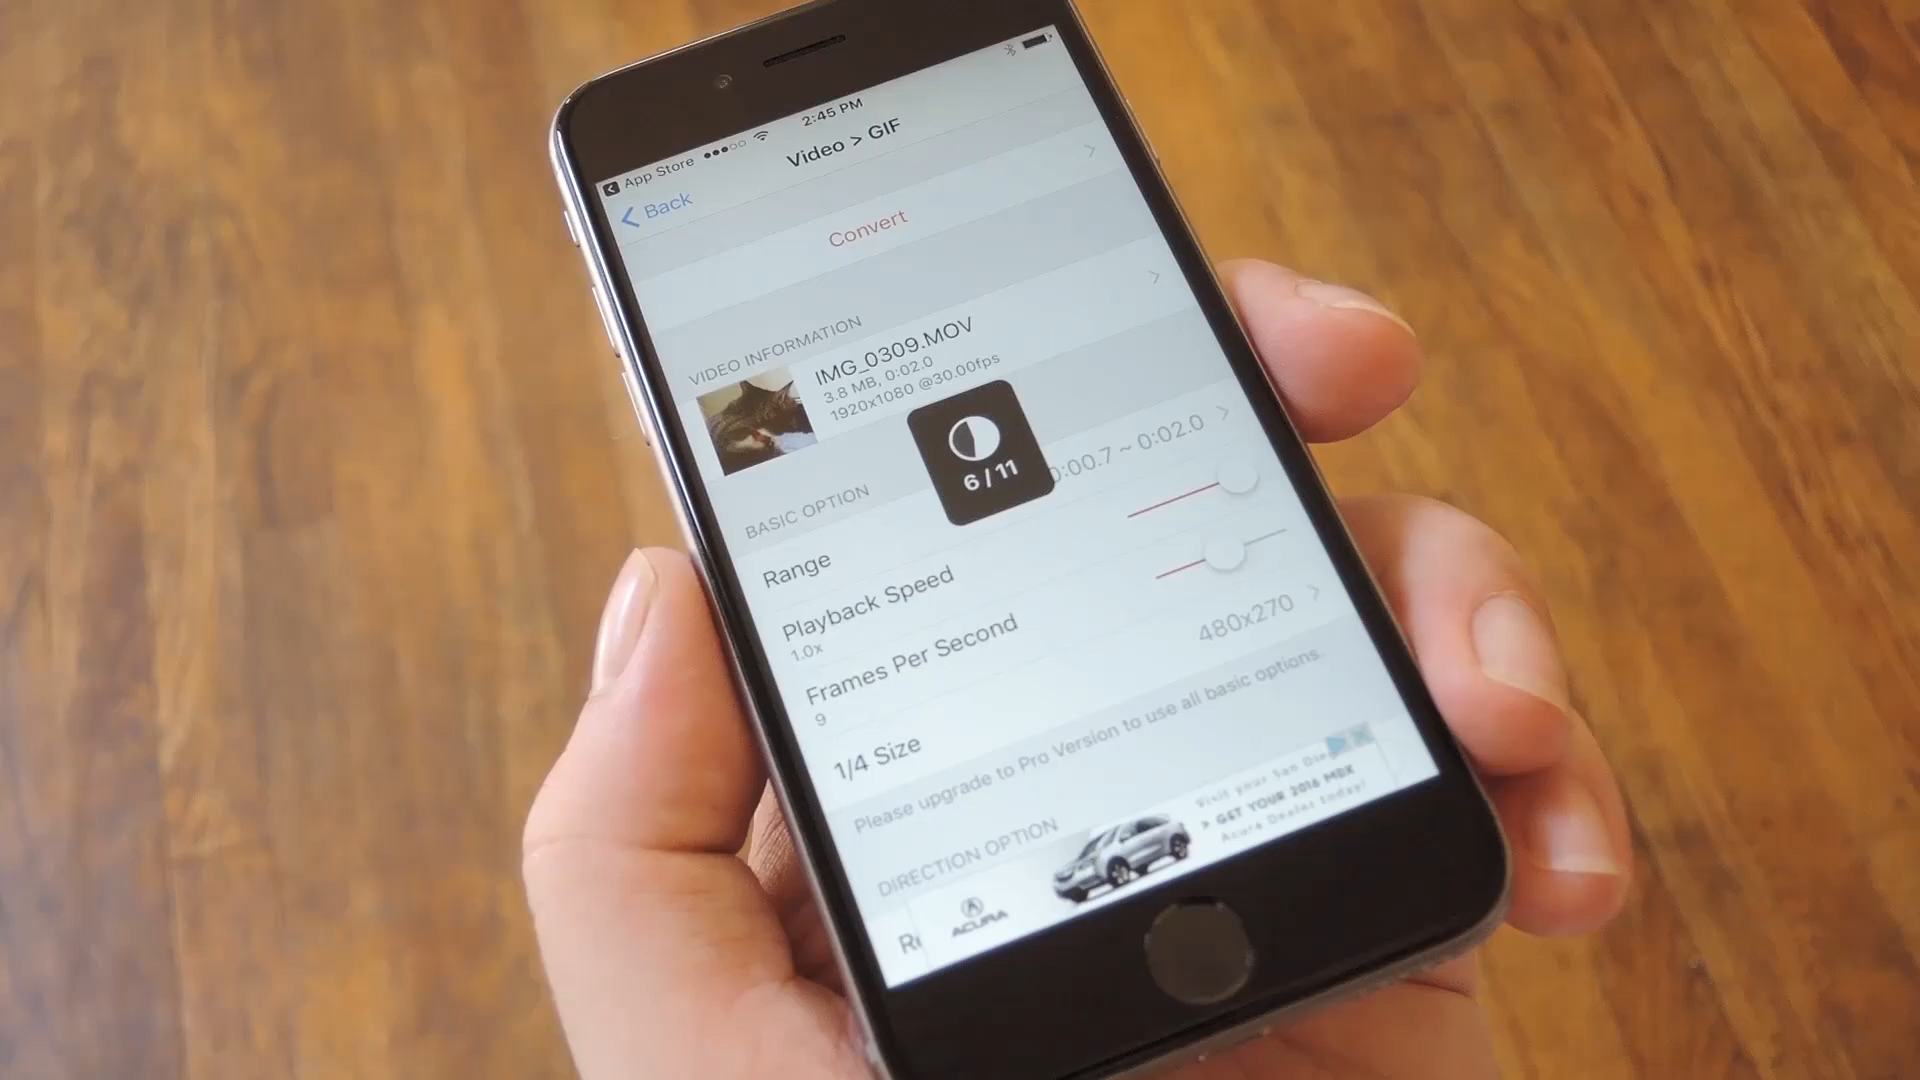 App Store
2:45 PM
Back
Video > GIF
Convert
VIDEO INFORMATION
IMG_0309.MOV
3.8 MB, 0:02.0
1920x1080 @30.00fps
6 / 11
BASIC OPTION
Range
0:00.7 ~ 0:02.0
Playback Speed
1.0x
Frames Per Second
9
1/4 Size
480x270
Please upgrade to Pro Version to use all basic options.
DIRECTION OPTION
ACURA
Visit your San Diego
> GET YOUR 2016 MDX
Acura Dealer today!